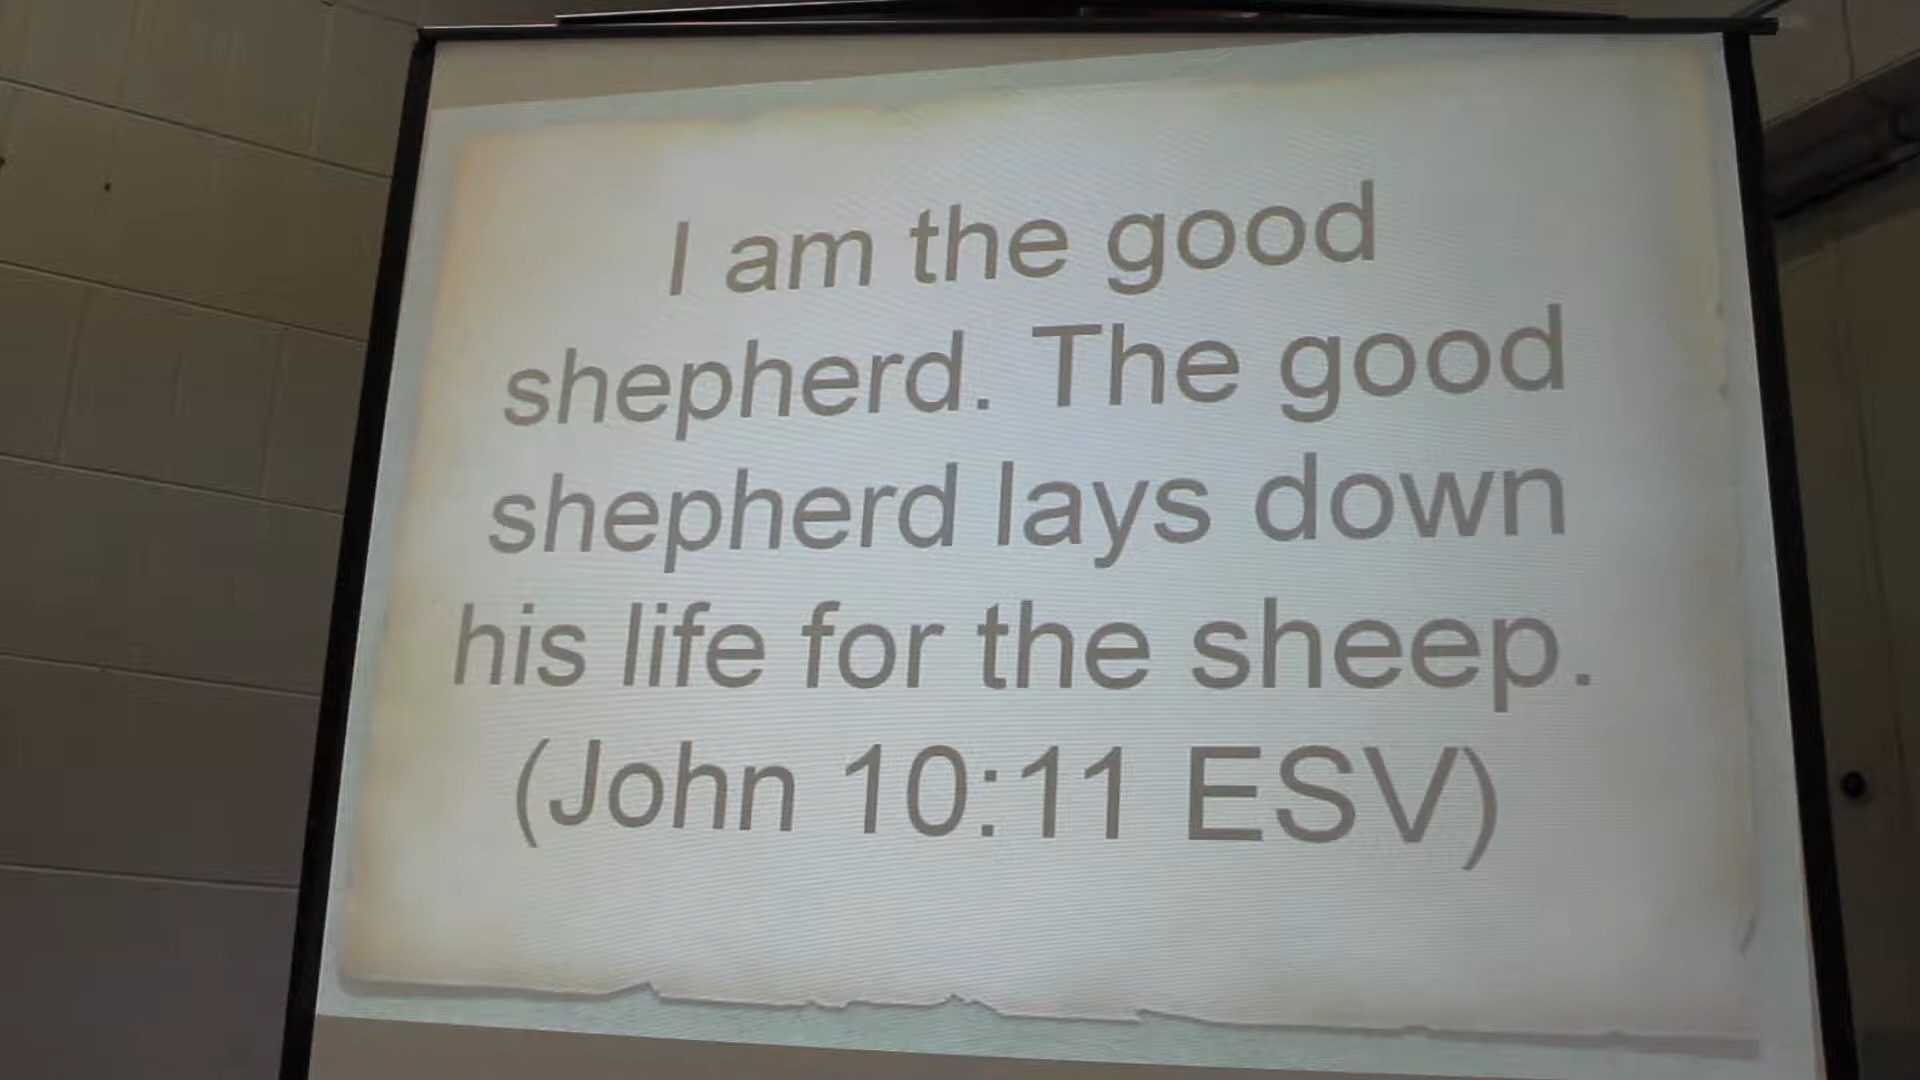 I am the good
shepherd. The good
shepherd lays down
his life for the sheep.
(John 10:11 ESV)